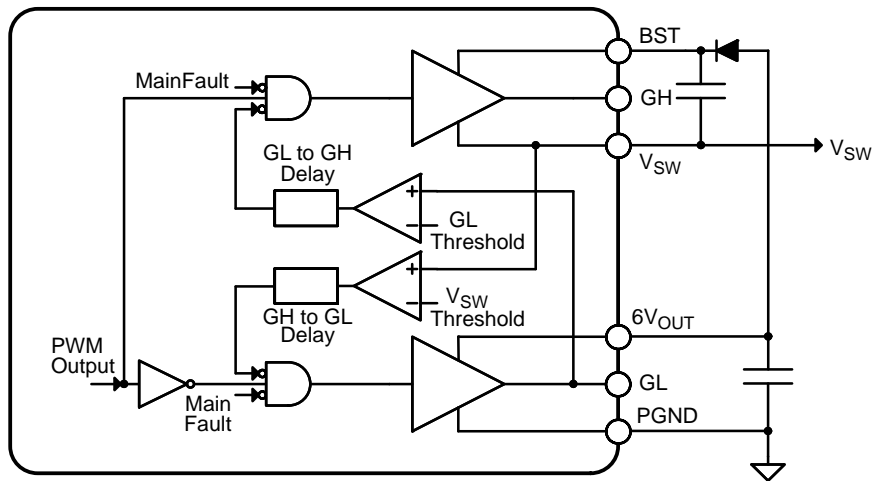 BST
MainFault
GH
V_SW
V_SW
GL to GH
Delay
+
−
GL
Threshold
+
−
V_SW
Threshold
GH to GL
Delay
6V_OUT
PWM
Output
GL
Main
Fault
PGND